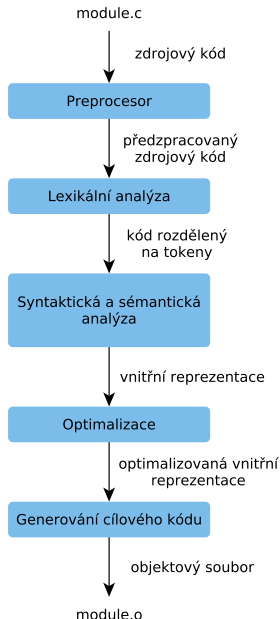 module.c
zdrojový kód
Preprocesor
předzpracovaný
zdrojový kód
Lexikální analýza
kód rozdělený
na tokeny
Syntaktická a sémantická
analýza
vnitřní reprezentace
Optimalizace
optimalizovaná vnitřní
reprezentace
Generování cílového kódu
objektový soubor
module.o